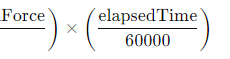 Force ) × ( elapsedTime
60000 )